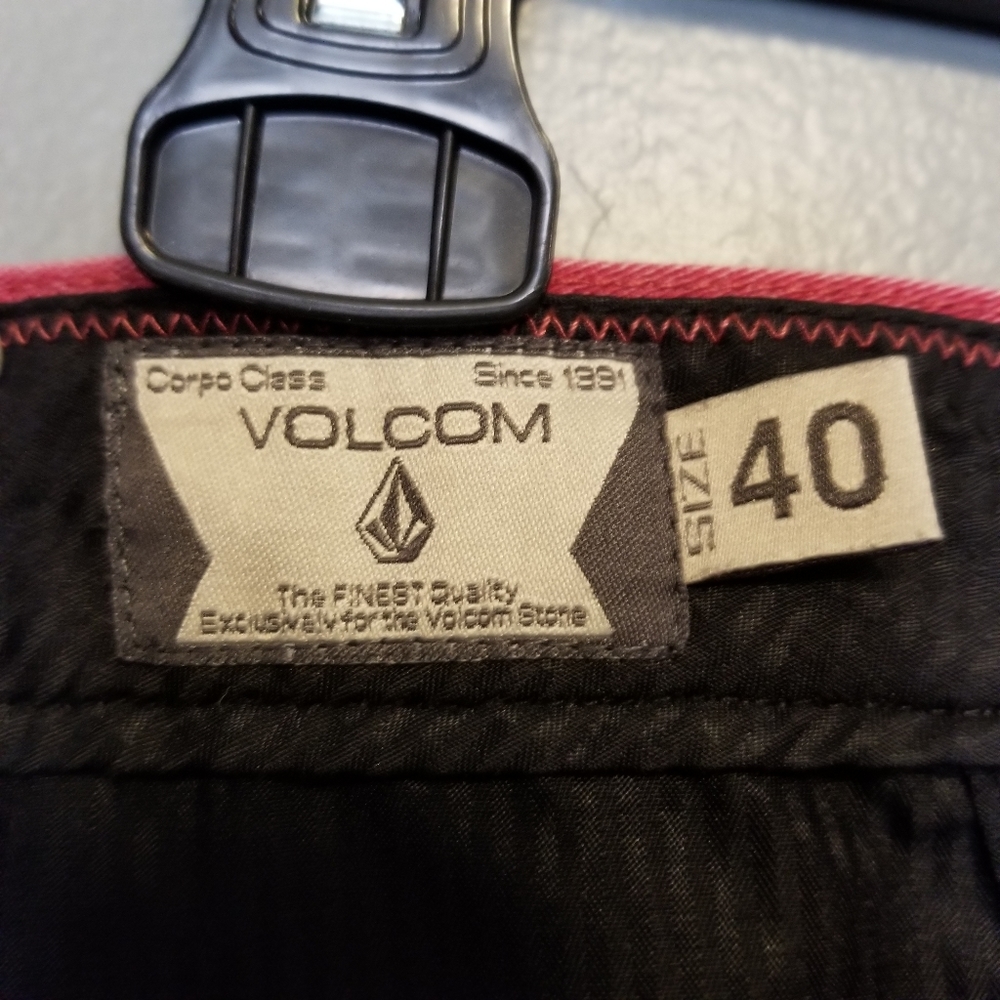 Corpo Class Since 1991
VOLCOM
The FINEST Quality
Exclusively for the Volcom Stone
SIZE 40